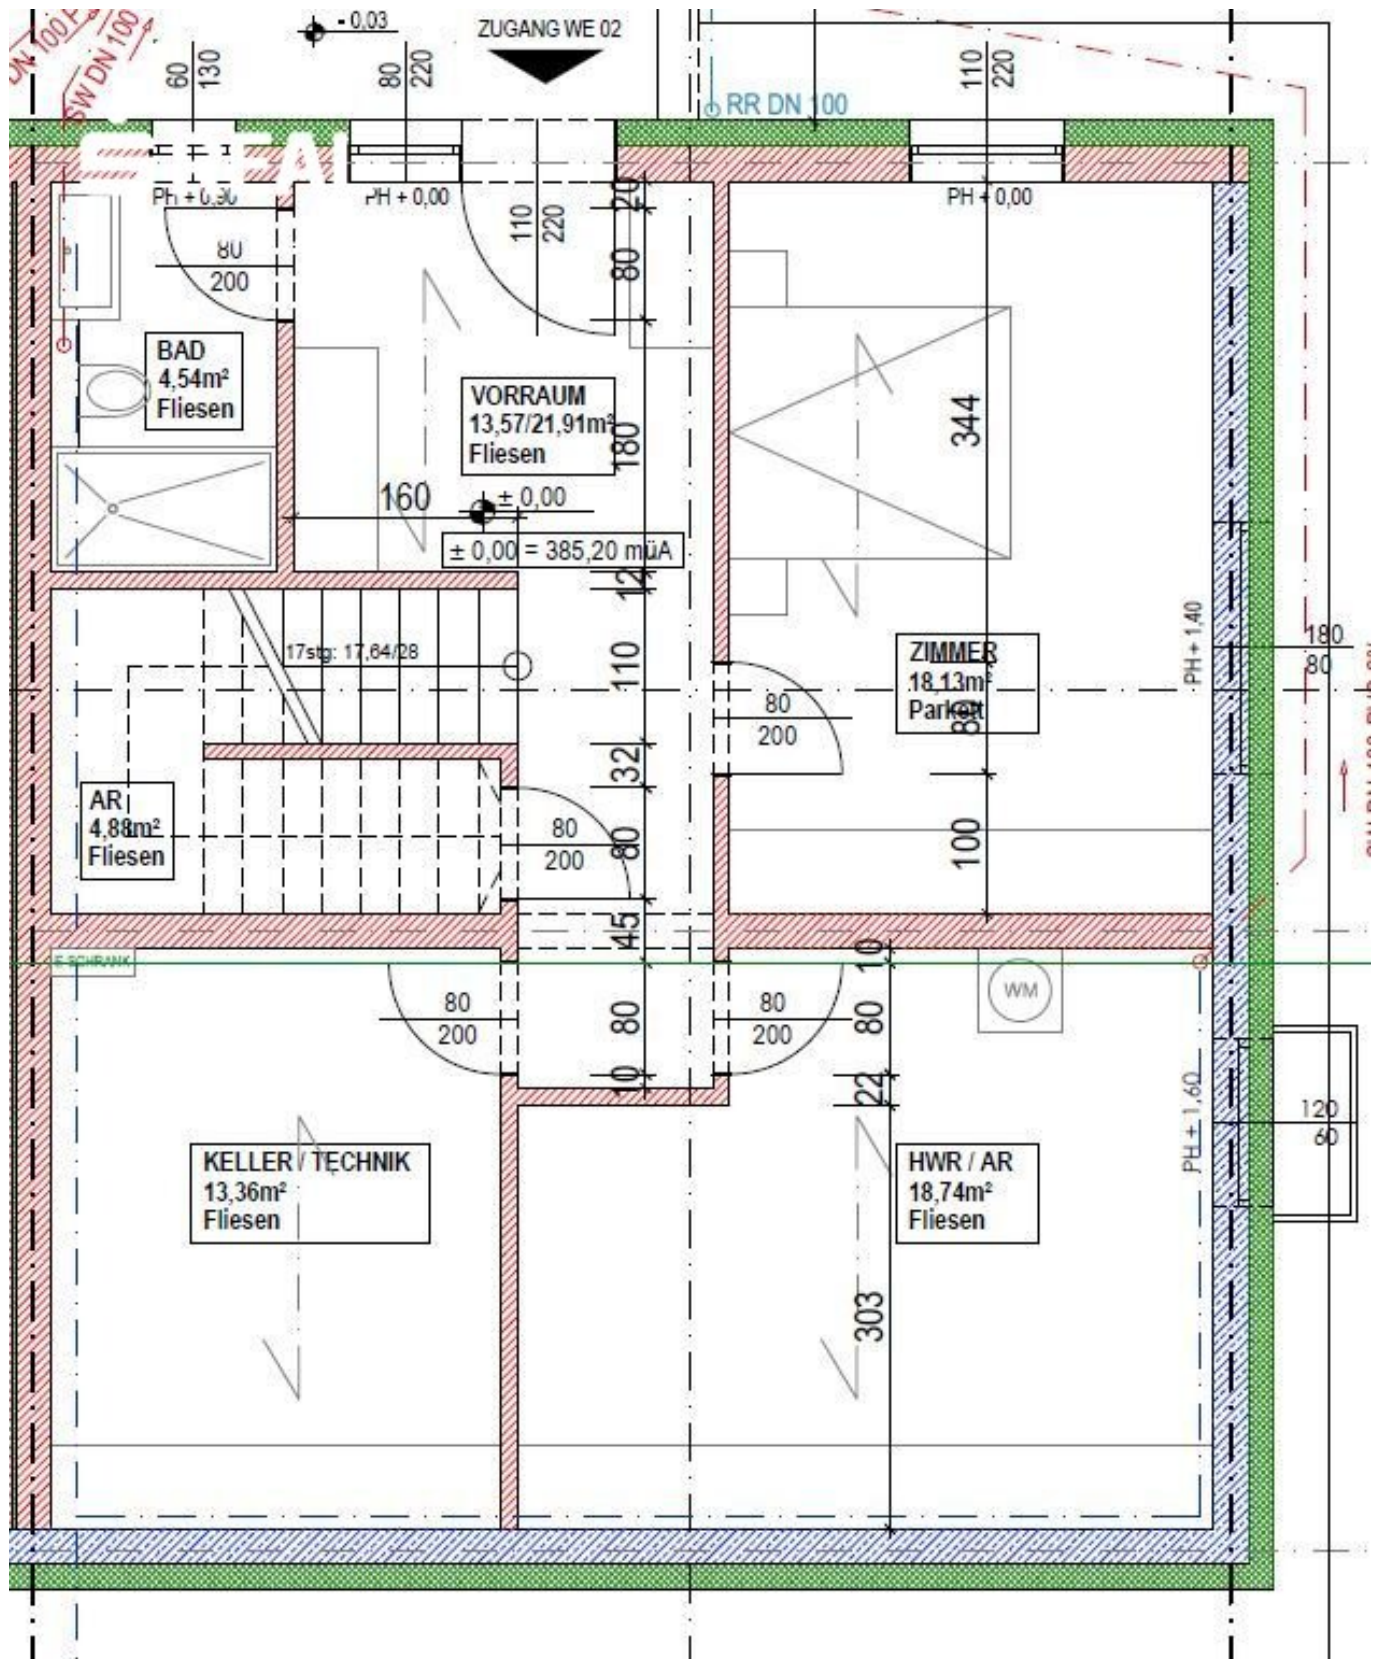 - 0,03
ZUGANG WE 02
SW DN 100
60
130
80
220
110
220
RR DN 100
PH + 0,00
PH + 0,00
20
110
220
80
80
200
BAD
4,54m²
Fliesen
VORRAUM
13,57/21,91m²
Fliesen
180
344
160
± 0,00
± 0,00 = 385,20 müA
12
17stg: 17,64/28
110
PH + 1,40
180
80
ZIMMER
18,13m²
Parkett
80
80
200
32
AR
4,88m²
Fliesen
80
200
80
100
45
E-SCHRANK
10
80
200
80
80
200
80
WM
10
22
PH + 1,60
120
60
KELLER / TECHNIK
13,36m²
Fliesen
HWR / AR
18,74m²
Fliesen
303